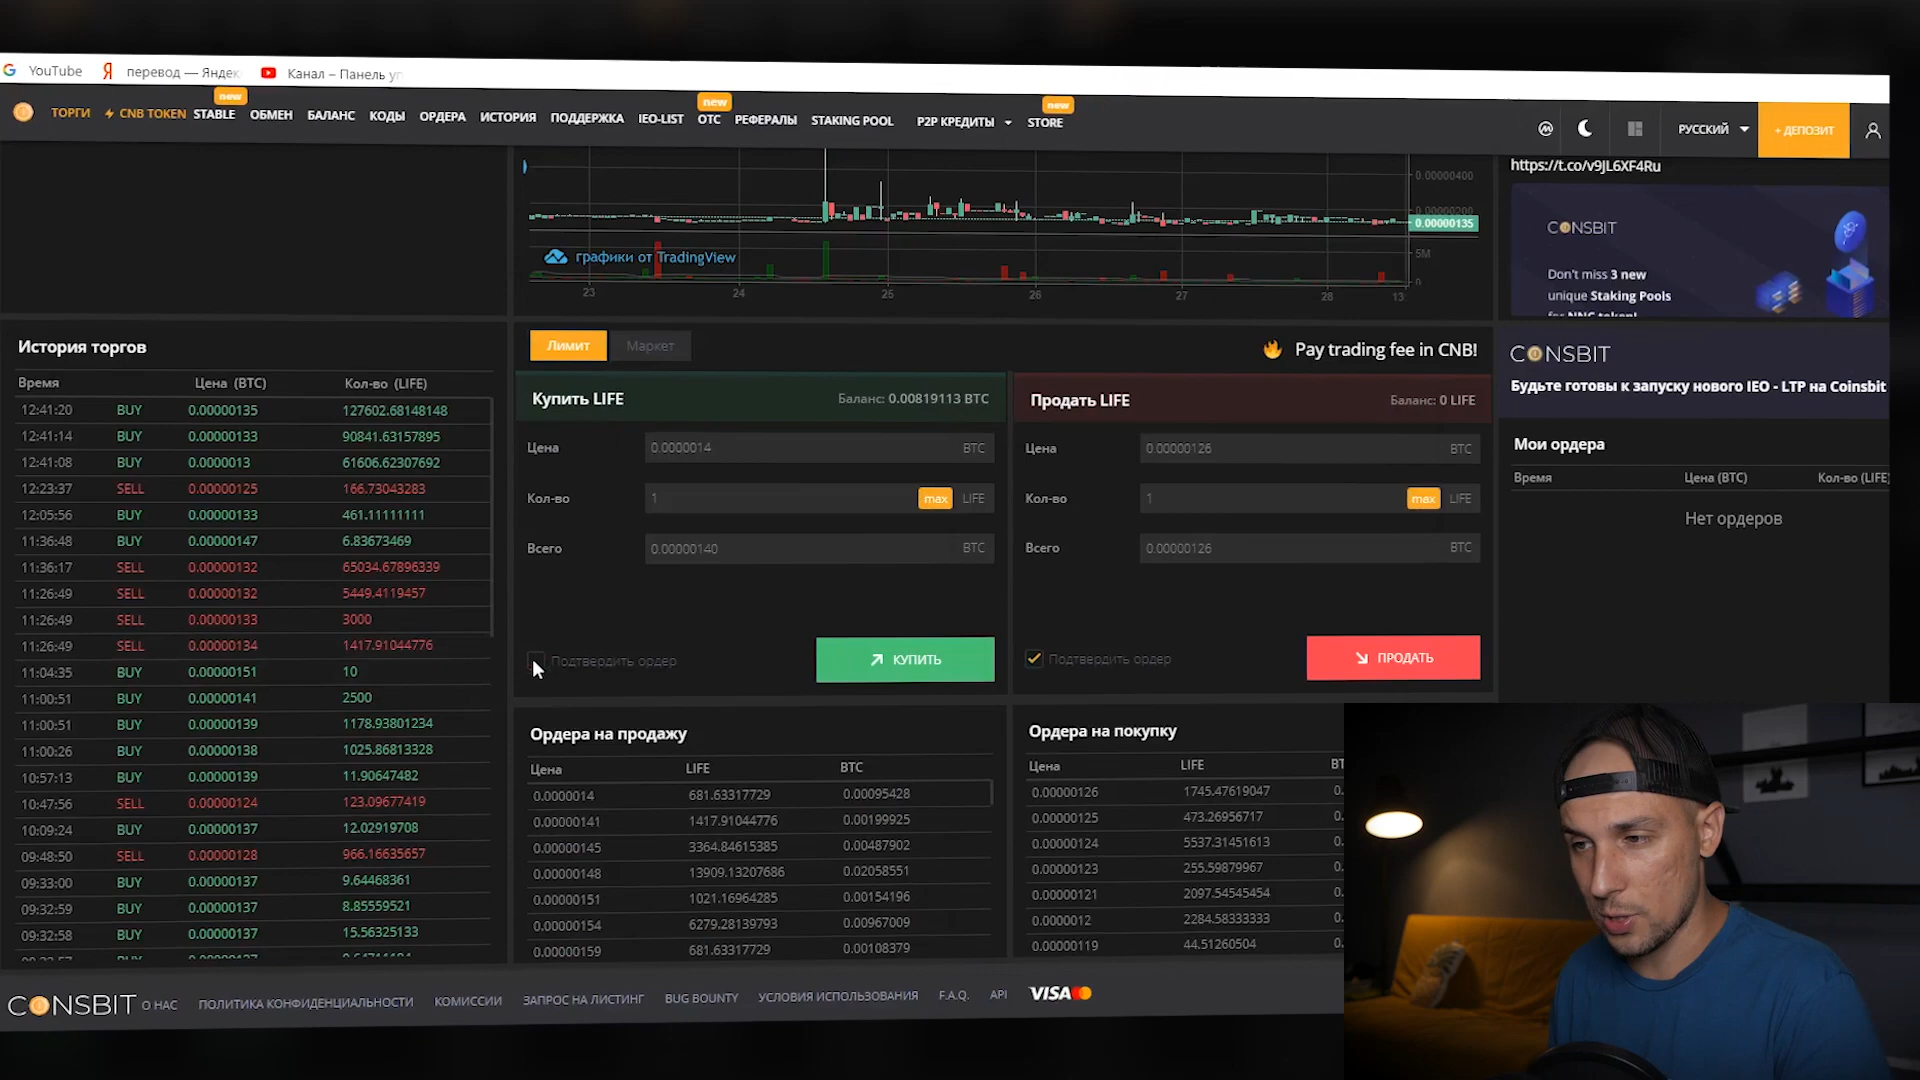 YouTube
перевод — Яндек
Канал – Панель уп
ТОРГИ
CNB TOKEN
STABLE
new
ОБМЕН
БАЛАНС
КОДЫ
ОРДЕРА
ИСТОРИЯ
ПОДДЕРЖКА
IEO-LIST
new
OTC
РЕФЕРАЛЫ
STAKING POOL
P2P КРЕДИТЫ
new
STORE
РУССКИЙ
+ ДЕПОЗИТ
https://t.co/v9JL6XF4Ru
0.00000400
0.00000200
0.00000135
5M
0
графики от TradingView
23 24 25 26 27 28 13
C NSBIT
Don't miss 3 new
unique Staking Pools
for NNC token!
C NSBIT
Будьте готовы к запуску нового IEO - LTP на Coinsbit
Мои ордера
Время Цена (BTC) Кол-во (LIFE)
Нет ордеров
История торгов
Время Цена (BTC) Кол-во (LIFE)
12:41:20 BUY 0.00000135 127602.68148148
12:41:14 BUY 0.00000133 90841.63157895
12:41:08 BUY 0.0000013 61606.62307692
12:23:37 SELL 0.00000125 166.73043283
12:05:56 BUY 0.00000133 461.11111111
11:36:48 BUY 0.00000147 6.83673469
11:36:17 SELL 0.00000132 65034.67896339
11:26:49 SELL 0.00000132 5449.4119457
11:26:49 SELL 0.00000133 3000
11:26:49 SELL 0.00000134 1417.91044776
11:04:35 BUY 0.00000151 10
11:00:51 BUY 0.00000141 2500
11:00:51 BUY 0.00000139 1178.93801234
11:00:26 BUY 0.00000138 1025.86813328
10:57:13 BUY 0.00000139 11.90647482
10:47:56 SELL 0.00000124 123.09677419
10:09:24 BUY 0.00000137 12.02919708
09:48:50 SELL 0.00000128 966.16635657
09:33:00 BUY 0.00000137 9.64468361
09:32:59 BUY 0.00000137 8.85559521
09:32:58 BUY 0.00000137 15.56325133
Лимит
Маркет
Pay trading fee in CNB!
Купить LIFE
Баланс: 0.00819113 BTC
Цена 0.0000014 BTC
Кол-во 1 max LIFE
Всего 0.00000140 BTC
Подтвердить ордер
КУПИТЬ
Продать LIFE
Баланс: 0 LIFE
Цена 0.00000126 BTC
Кол-во 1 max LIFE
Всего 0.00000126 BTC
Подтвердить ордер
ПРОДАТЬ
Ордера на продажу
Цена LIFE BTC
0.0000014 681.63317729 0.00095428
0.00000141 1417.91044776 0.00199925
0.00000145 3364.84615385 0.00487902
0.00000148 13909.13207686 0.02058551
0.00000151 1021.16964285 0.00154196
0.00000154 6279.28139793 0.00967009
0.00000159 681.63317729 0.00108379
Ордера на покупку
Цена LIFE BT
0.00000126 1745.47619047 0.
0.00000125 473.26956717 0.
0.00000124 5537.31451613 0.
0.00000123 255.59879967 0.
0.00000121 2097.54545454 0.
0.0000012 2284.58333333 0.
0.00000119 44.51260504 0.
C NSBIT
О НАС
ПОЛИТИКА КОНФИДЕНЦИАЛЬНОСТИ
КОМИССИИ
ЗАПРОС НА ЛИСТИНГ
BUG BOUNTY
УСЛОВИЯ ИСПОЛЬЗОВАНИЯ
F.A.Q.
API
VISA